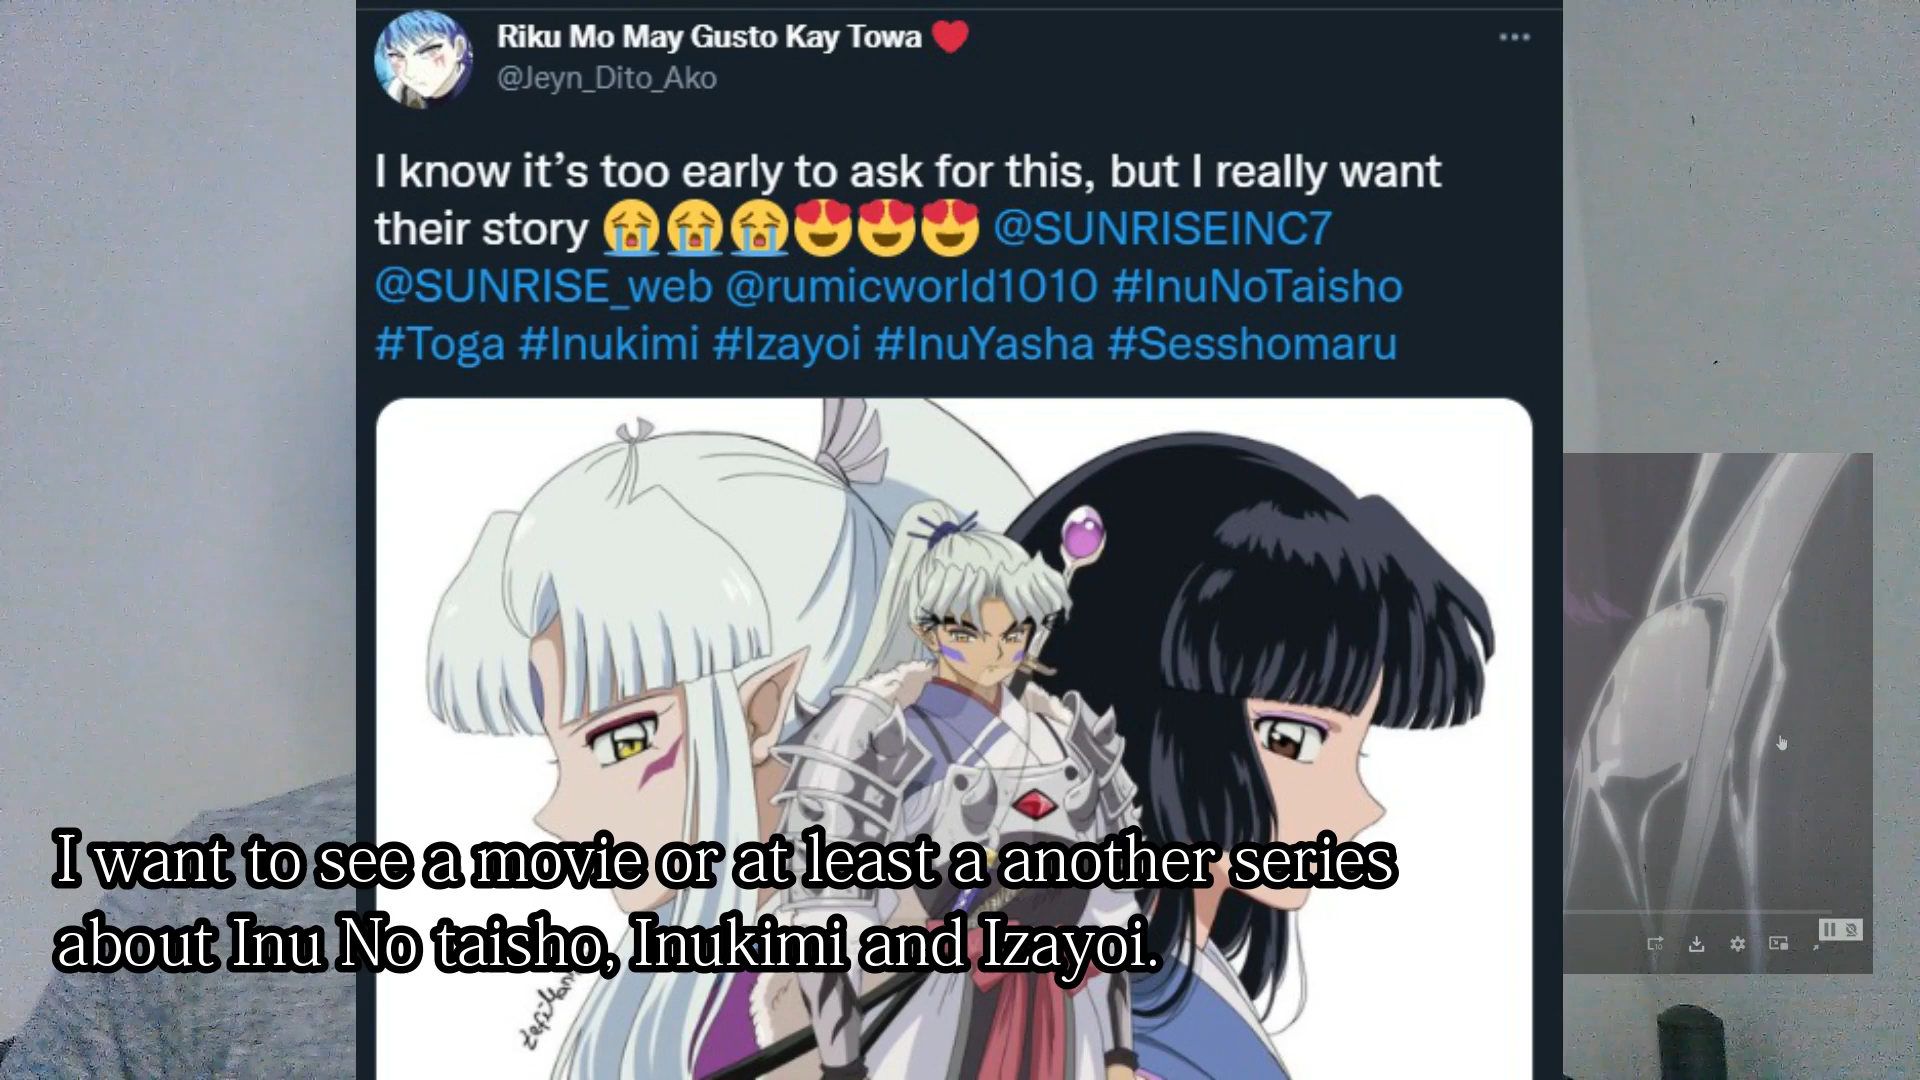 Riku Mo May Gusto Kay Towa ❤️
@Jeyn_Dito_Ako
I know it’s too early to ask for this, but I really want
their story 😭😭😭😍😍😍 @SUNRISEINC7
@SUNRISE_web @rumicworld1010 #InuNoTaisho
#Toga #Inukimi #Izayoi #InuYasha #Sesshomaru
I want to see a movie or at least a another series
about Inu No taisho, Inukimi and Izayoi.